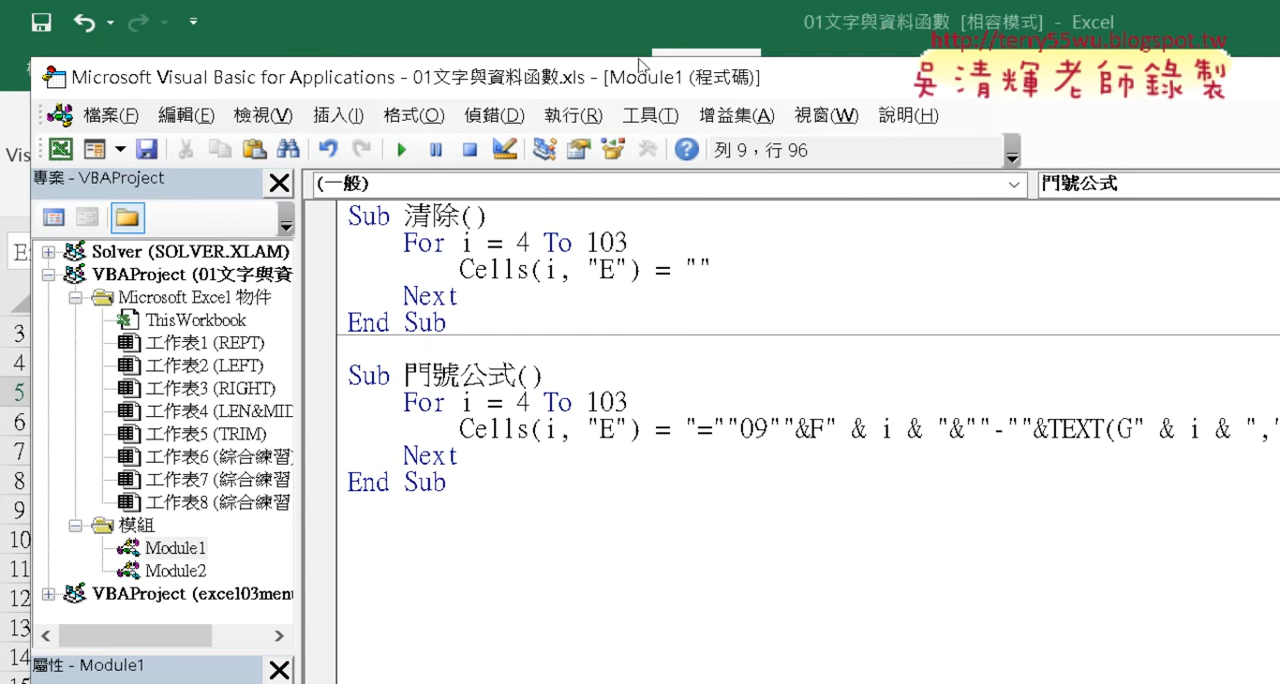 01文字與資料函數 [相容模式] - Excel
http://terry55wu.blogspot.tw
吳清輝老師錄製
Microsoft Visual Basic for Applications - 01文字與資料函數.xls - [Module1 (程式碼)]
檔案(F) 編輯(E) 檢視(V) 插入(I) 格式(O) 偵錯(D) 執行(R) 工具(T) 增益集(A) 視窗(W) 說明(H)
Vis
列 9，行 96
專案 - VBAProject
(一般)
門號公式
Solver (SOLVER.XLAM)
VBAProject (01文字與資
Microsoft Excel 物件
ThisWorkbook
工作表1 (REPT)
工作表2 (LEFT)
工作表3 (RIGHT)
工作表4 (LEN&MID
工作表5 (TRIM)
工作表6 (綜合練習)
工作表7 (綜合練習
工作表8 (綜合練習
模組
Module1
Module2
VBAProject (excel03men
屬性 - Module1
3
4
5
6
7
8
9
10
11
12
13
14
Sub 清除()
For i = 4 To 103
Cells(i, "E") = ""
Next
End Sub
Sub 門號公式()
For i = 4 To 103
Cells(i, "E") = "=""09""&F" & i & "&""-""&TEXT(G" & i & ","
Next
End Sub